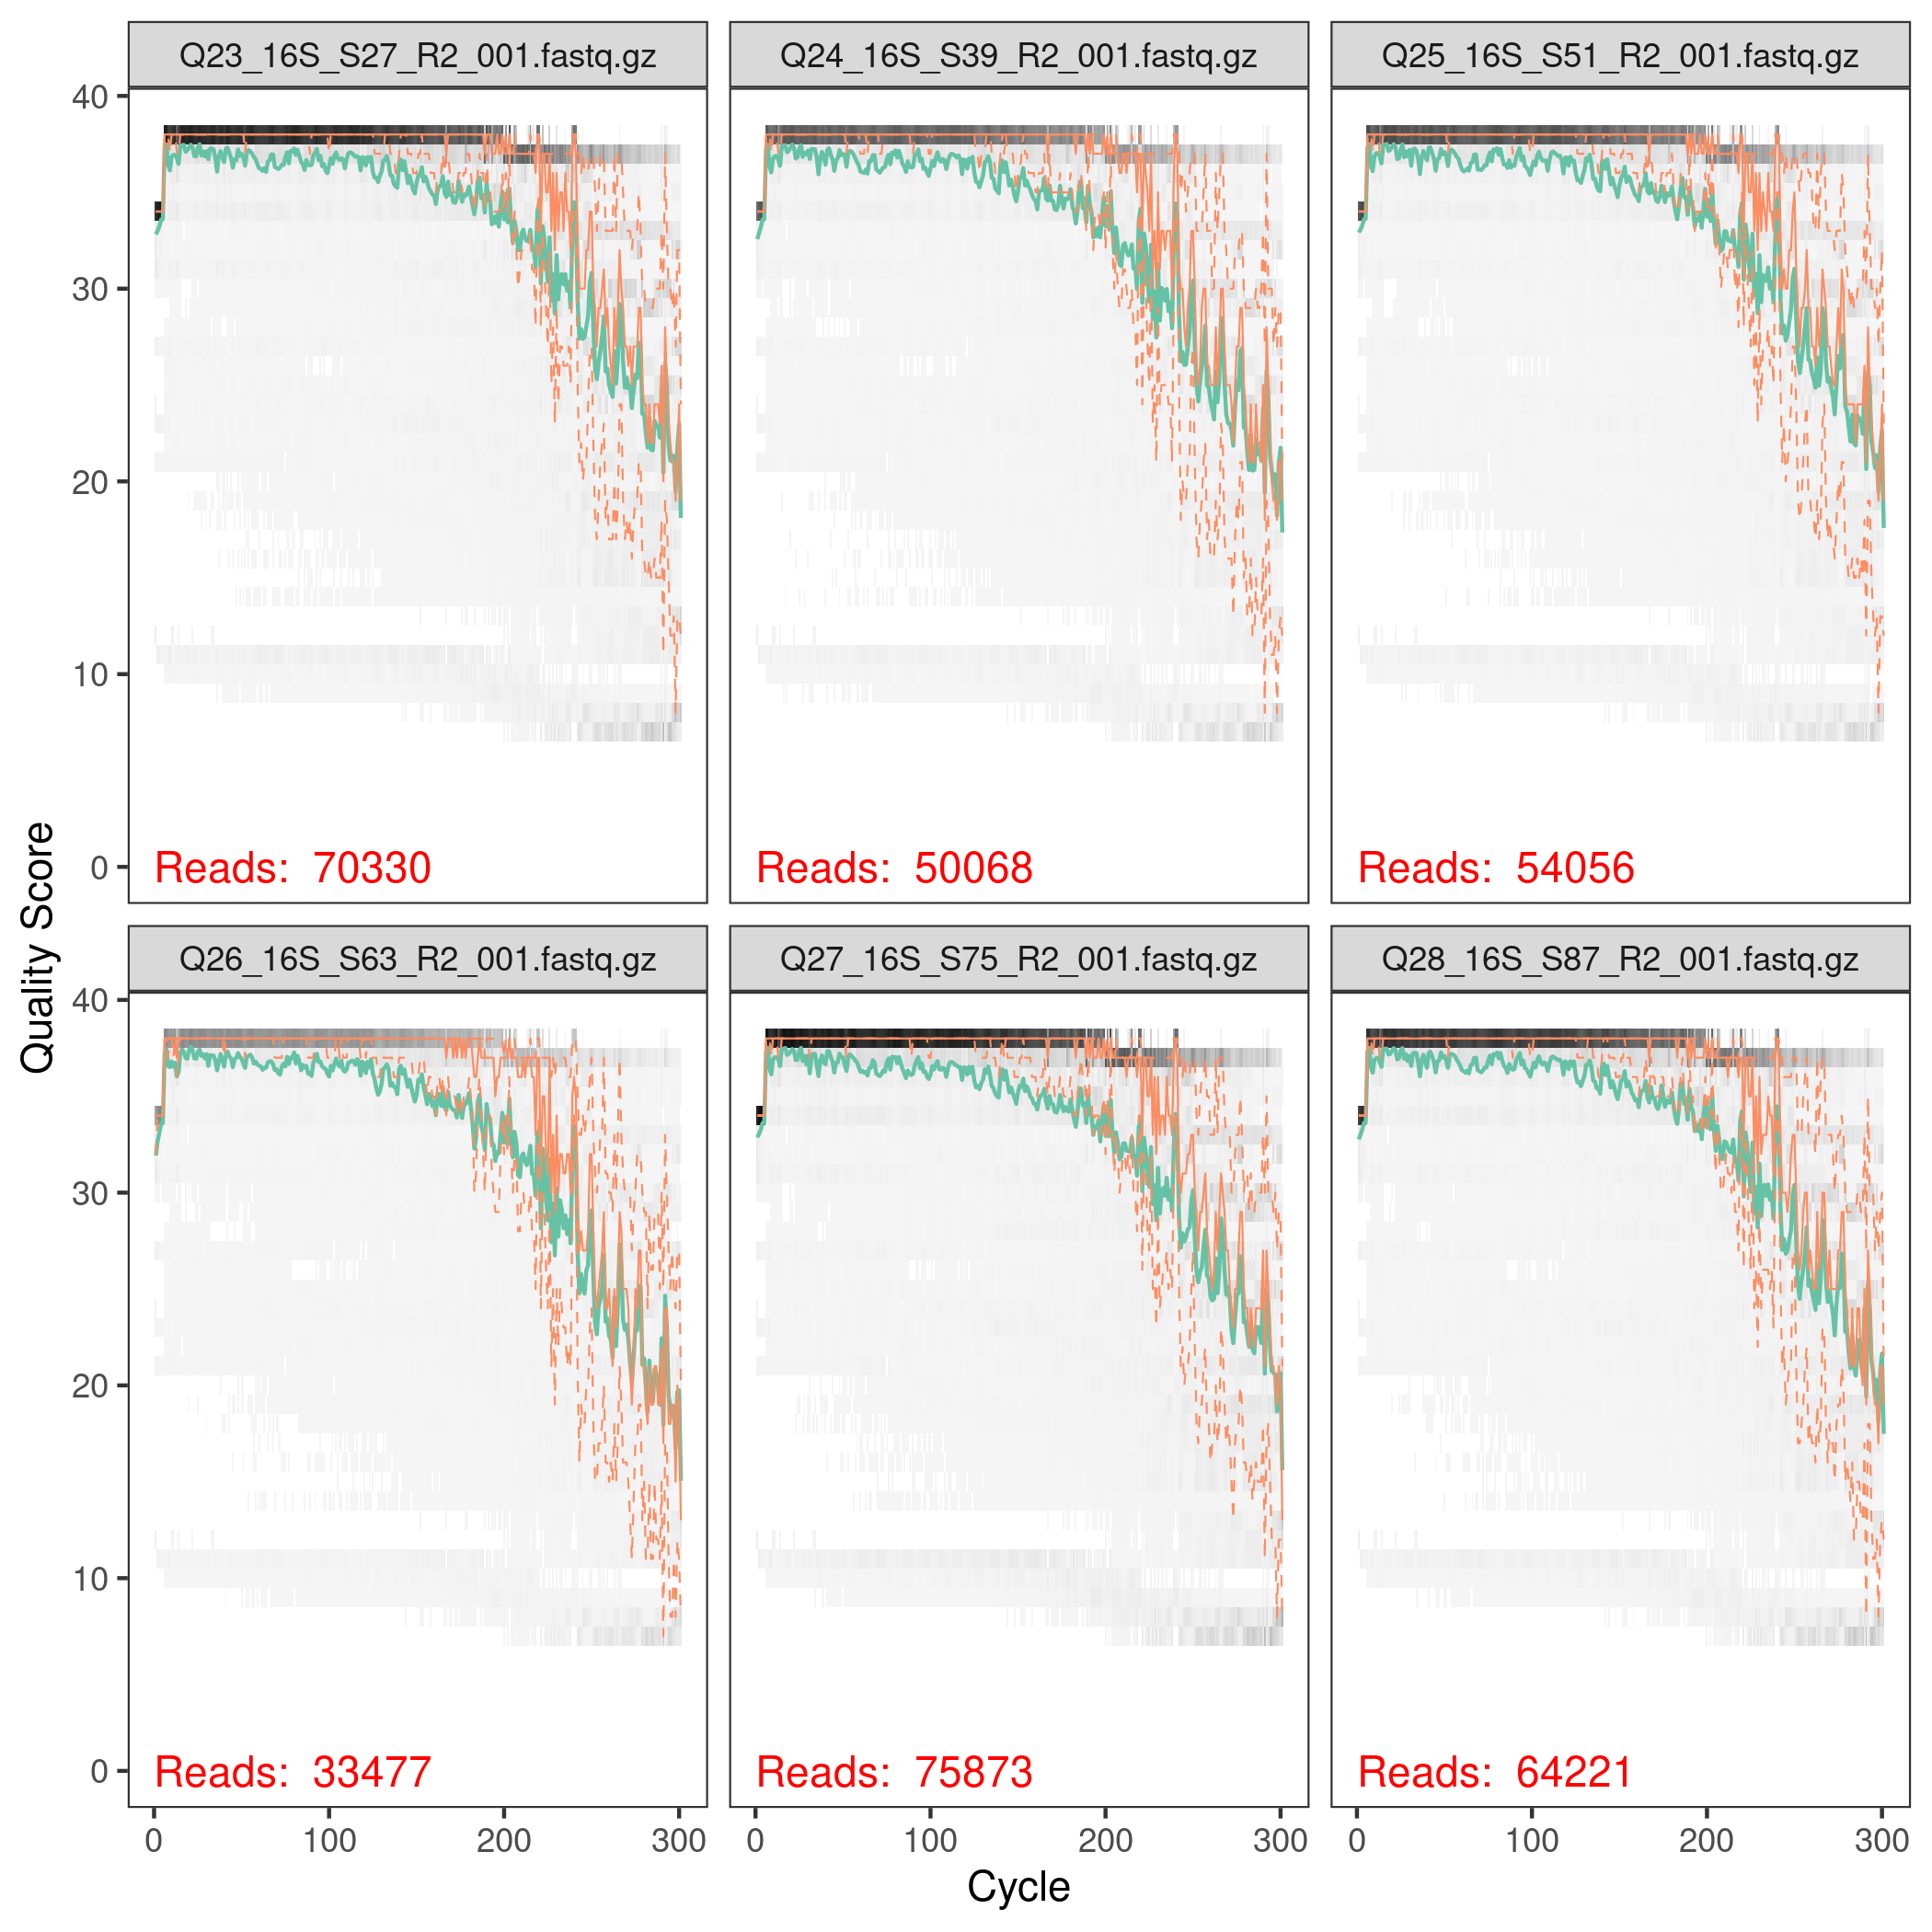 Q23_16S_S27_R2_001.fastq.gz
Q24_16S_S39_R2_001.fastq.gz
Q25_16S_S51_R2_001.fastq.gz
40
30
20
10
0
Reads: 70330
Reads: 50068
Reads: 54056
Quality Score
Q26_16S_S63_R2_001.fastq.gz
Q27_16S_S75_R2_001.fastq.gz
Q28_16S_S87_R2_001.fastq.gz
40
30
20
10
0
Reads: 33477
Reads: 75873
Reads: 64221
0 100 200 300
0 100 200 300
0 100 200 300
Cycle